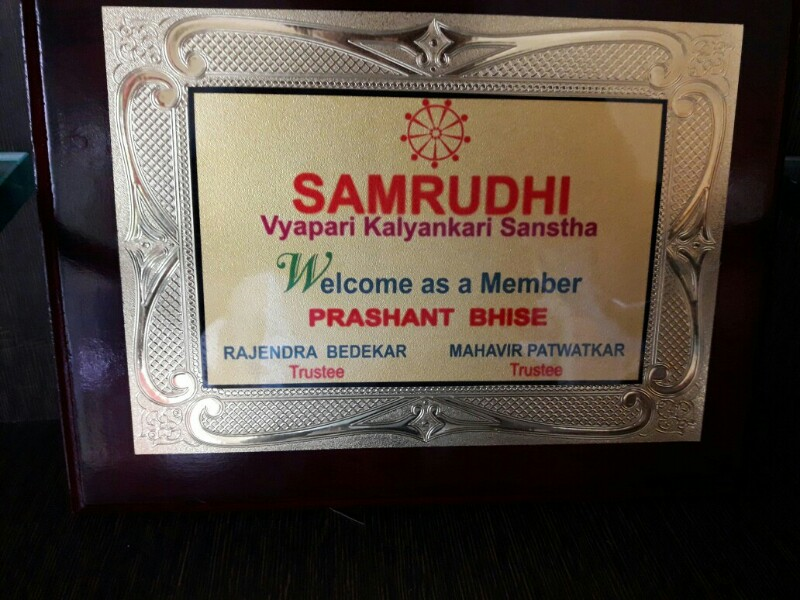 SAMRUDHI
Vyapari Kalyankari Sanstha
Welcome as a Member
PRASHANT BHISE
RAJENDRA BEDEKAR MAHAVIR PATWATKAR
Trustee Trustee